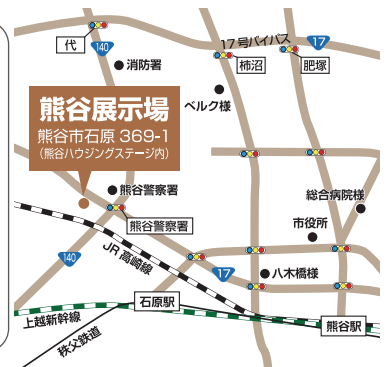 代
140
17号バイパス
17
柿沼
肥塚
消防署
ベルク様
熊谷展示場
熊谷市石原 369-1
(熊谷ハウジングステージ内)
熊谷警察署
熊谷警察署
総合病院様
市役所
JR高崎線
140
17
八木橋様
石原駅
上越新幹線
熊谷駅
秩父鉄道